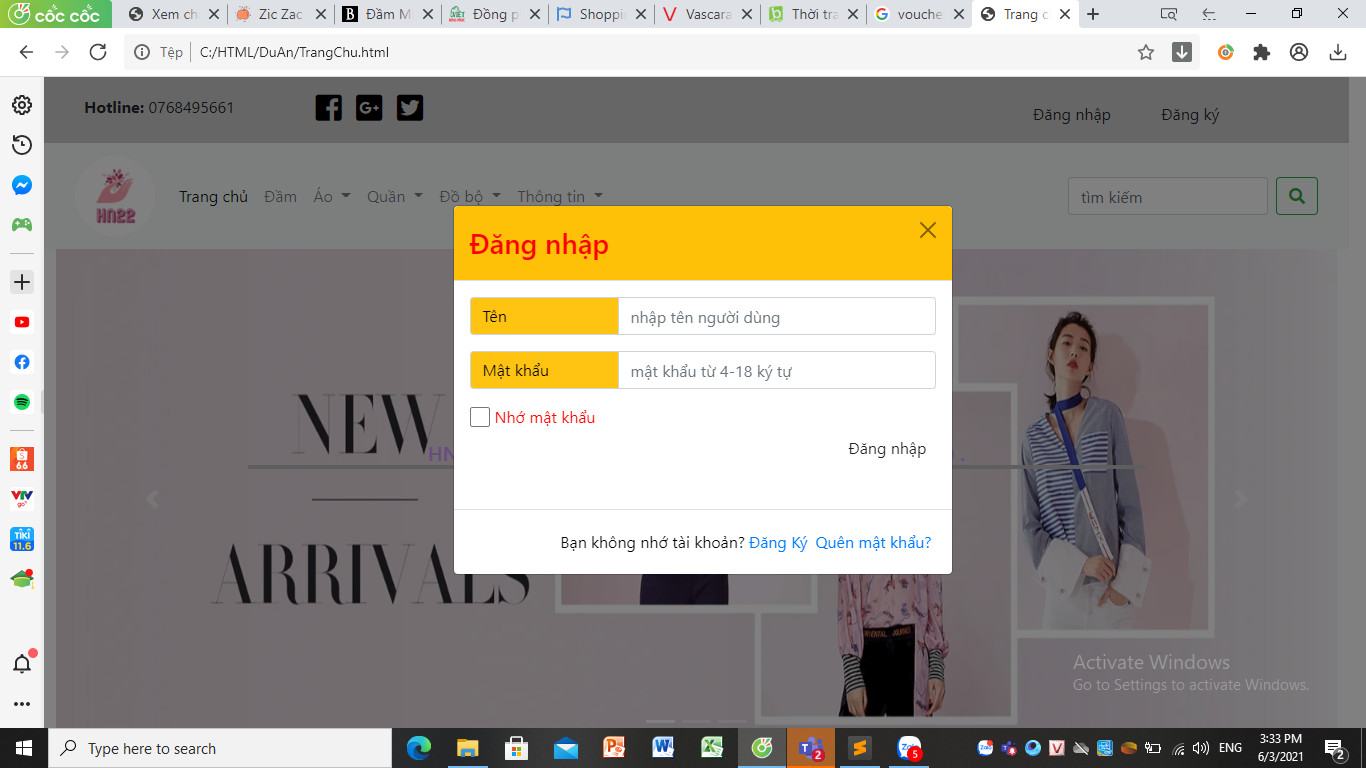 cốc cốc
Xem ch
Zic Zac
Đầm M
Đồng p
Shoppi
Vascara
Thời tra
vouche
Trang c
Tệp
C:/HTML/DuAn/TrangChu.html
Hotline: 0768495661
Đăng nhập
Đăng ký
HN22
Trang chủ
Đầm
Áo
Quần
Đồ bộ
Thông tin
tìm kiếm
Đăng nhập
Tên
nhập tên người dùng
Mật khẩu
mật khẩu từ 4-18 ký tự
Nhớ mật khẩu
Đăng nhập
Bạn không nhớ tài khoản? Đăng Ký Quên mật khẩu?
NEW
HN
ARRIVALS
Activate Windows
Go to Settings to activate Windows.
Type here to search
ENG
3:33 PM
6/3/2021